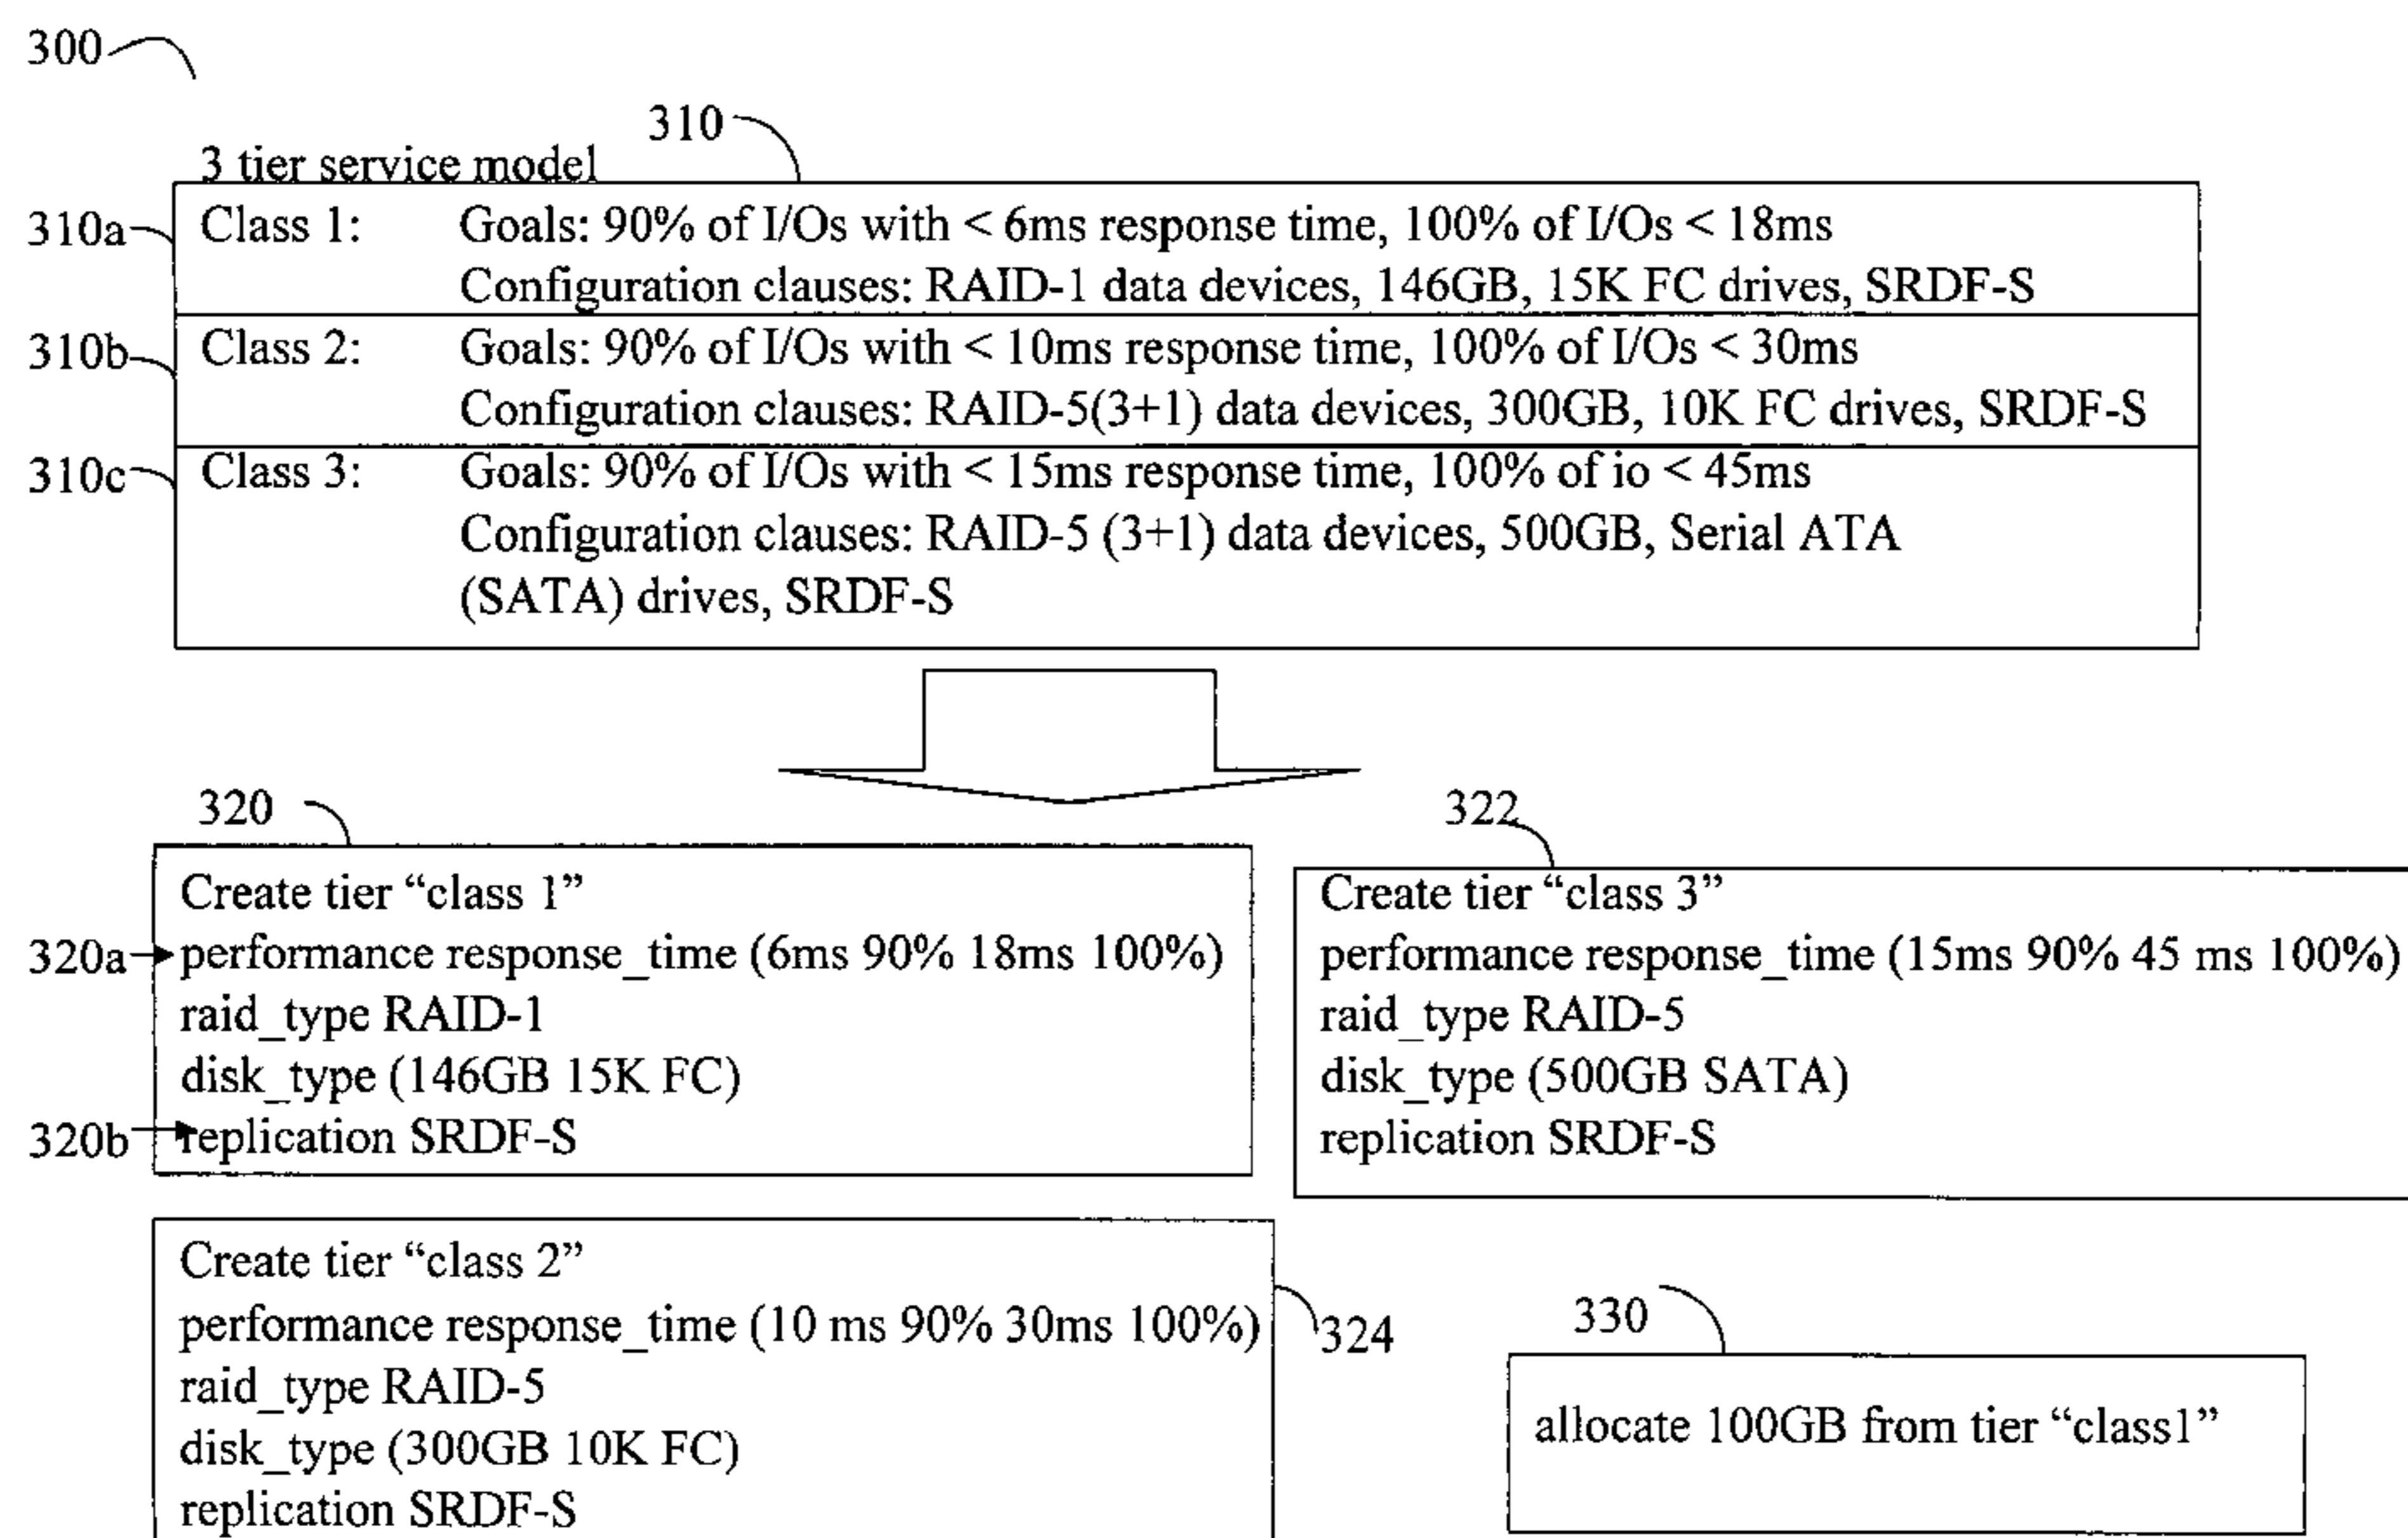 300
310
3 tier service model
310a
Class 1: Goals: 90% of I/Os with < 6ms response time, 100% of I/Os < 18ms
Configuration clauses: RAID-1 data devices, 146GB, 15K FC drives, SRDF-S
310b
Class 2: Goals: 90% of I/Os with < 10ms response time, 100% of I/Os < 30ms
Configuration clauses: RAID-5(3+1) data devices, 300GB, 10K FC drives, SRDF-S
310c
Class 3: Goals: 90% of I/Os with < 15ms response time, 100% of io < 45ms
Configuration clauses: RAID-5 (3+1) data devices, 500GB, Serial ATA
(SATA) drives, SRDF-S
320
Create tier “class 1”
320a
performance response_time (6ms 90% 18ms 100%)
raid_type RAID-1
disk_type (146GB 15K FC)
320b
replication SRDF-S
322
Create tier “class 3”
performance response_time (15ms 90% 45 ms 100%)
raid_type RAID-5
disk_type (500GB SATA)
replication SRDF-S
Create tier “class 2”
performance response_time (10 ms 90% 30ms 100%)
raid_type RAID-5
disk_type (300GB 10K FC)
replication SRDF-S
324
330
allocate 100GB from tier “class1”